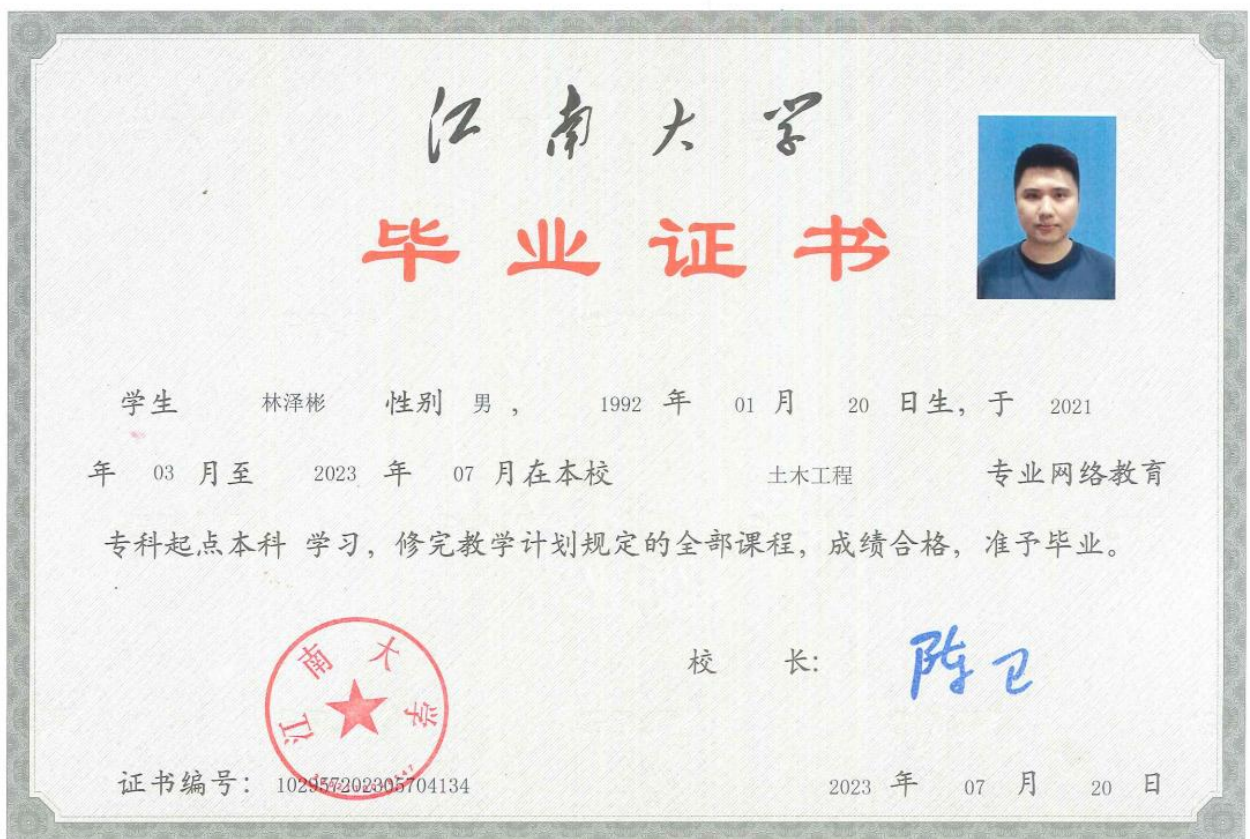 江南大学
毕业证书
学生 林泽彬 性别 男 ， 1992 年 01 月 20 日生，于 2021
年 03 月至 2023 年 07 月在本校 土木工程 专业网络教育
专科起点本科 学习，修完教学计划规定的全部课程，成绩合格，准予毕业。
江南大学
校 长：陈卫
证书编号：102957202305704134
2023 年 07 月 20 日